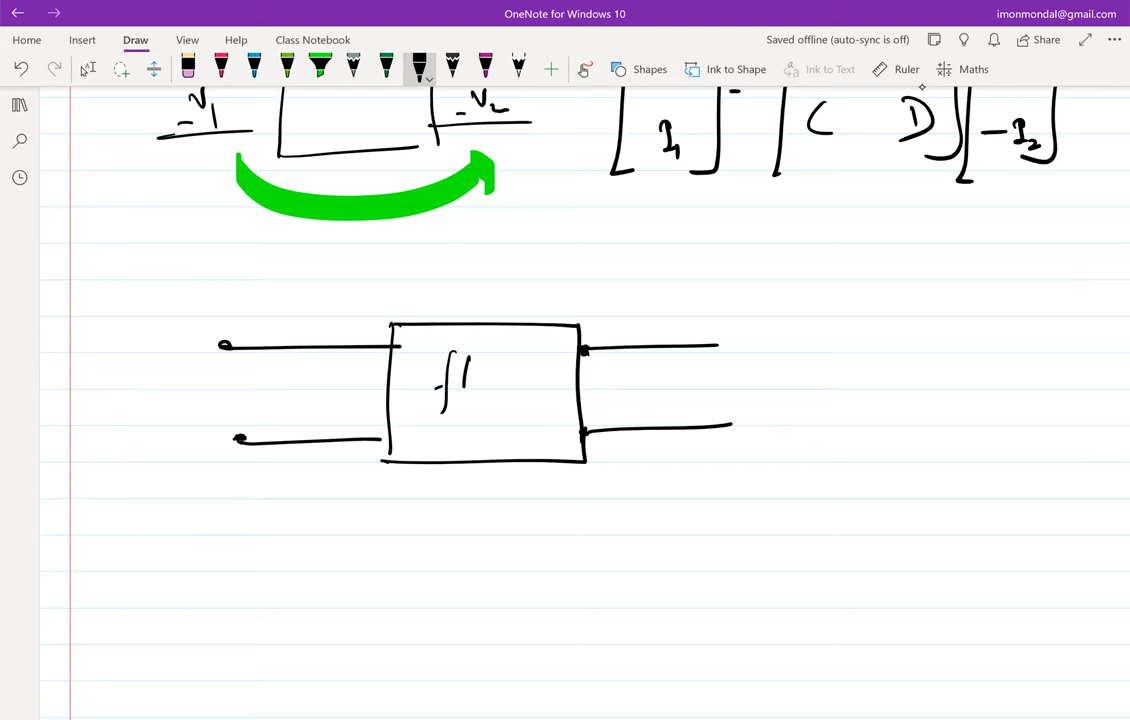 OneNote for Windows 10
imonmondal@gmail.com
Home Insert Draw View Help Class Notebook
Saved offline (auto-sync is off) Share
Shapes Ink to Shape Ink to Text Ruler Maths
- V1 - V2 I1 = C D - I2